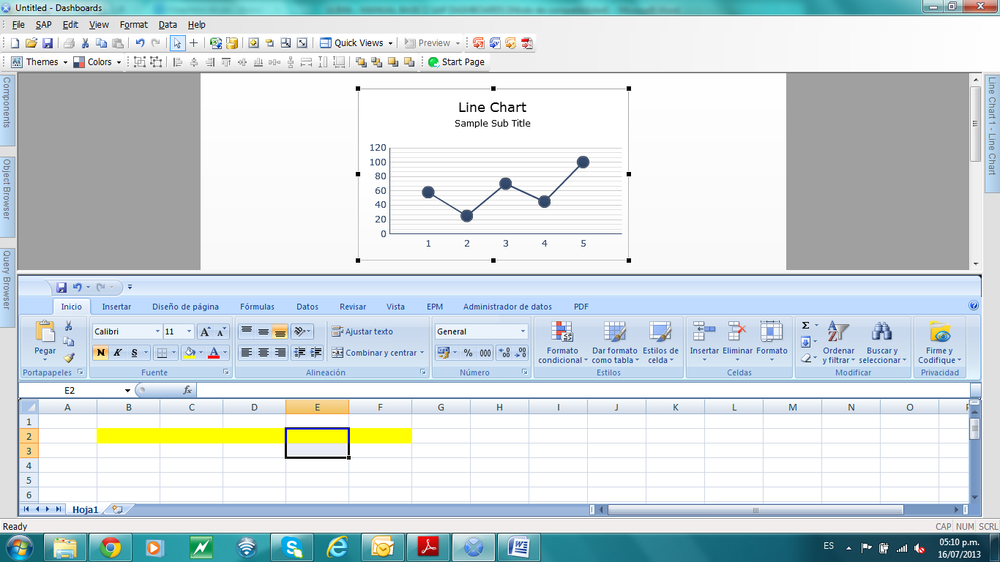 Untitled - Dashboards
File SAP Edit View Format Data Help
Quick Views Preview
Themes Colors Start Page
Components
Object Browser
Query Browser
Line Chart 1 - Line Chart
Line Chart
Sample Sub Title
120
100
80
60
40
20
0
1 2 3 4 5
Inicio Insertar Diseño de página Fórmulas Datos Revisar Vista EPM Administrador de datos PDF
Pegar
Portapapeles
Calibri 11
N K S
Fuente
Ajustar texto
Combinar y centrar
Alineación
General
% 000
Número
Formato condicional
Dar formato como tabla
Estilos de celda
Estilos
Insertar Eliminar Formato
Celdas
Σ
Ordenar y filtrar
Buscar y seleccionar
Modificar
Firme y Codifique
Privacidad
E2 fx
A B C D E F G H I J K L M N O P
1
2
3
4
5
6
Hoja1
Ready CAP NUM SCRL
ES 05:10 p.m.
16/07/2013